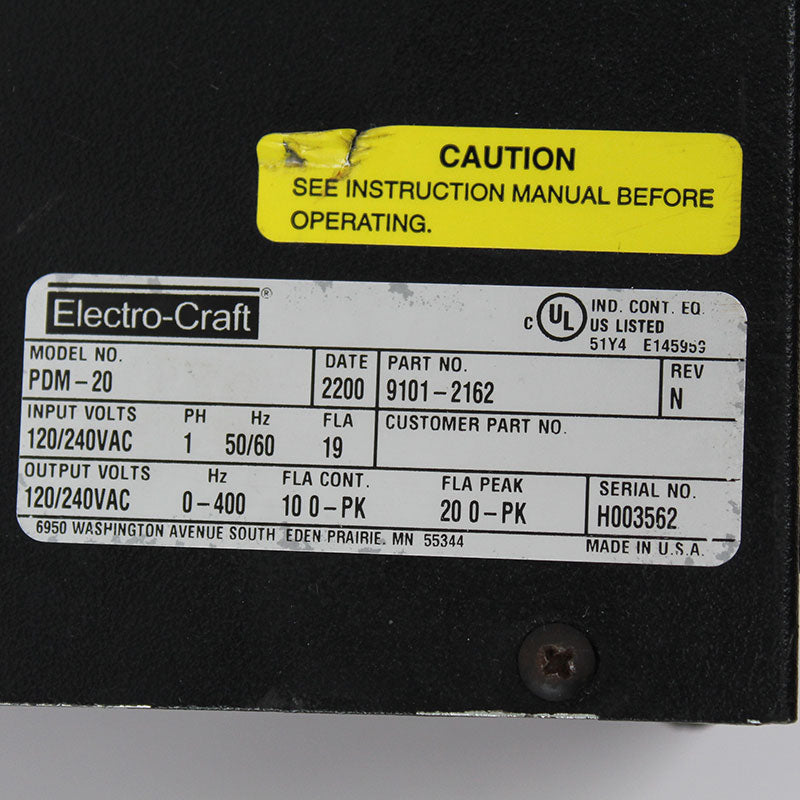 CAUTION
SEE INSTRUCTION MANUAL BEFORE
OPERATING.
Electro-Craft®
C UL US LISTED
IND. CONT. EQ.
51Y4 E145959
MODEL NO.
PDM-20
DATE
2200
PART NO.
9101-2162
REV
N
INPUT VOLTS PH Hz FLA
120/240VAC 1 50/60 19
CUSTOMER PART NO.
OUTPUT VOLTS Hz FLA CONT. FLA PEAK
120/240VAC 0-400 10 0-PK 20 0-PK
SERIAL NO.
H003562
6950 WASHINGTON AVENUE SOUTH EDEN PRAIRIE. MN 55344
MADE IN U.S.A.